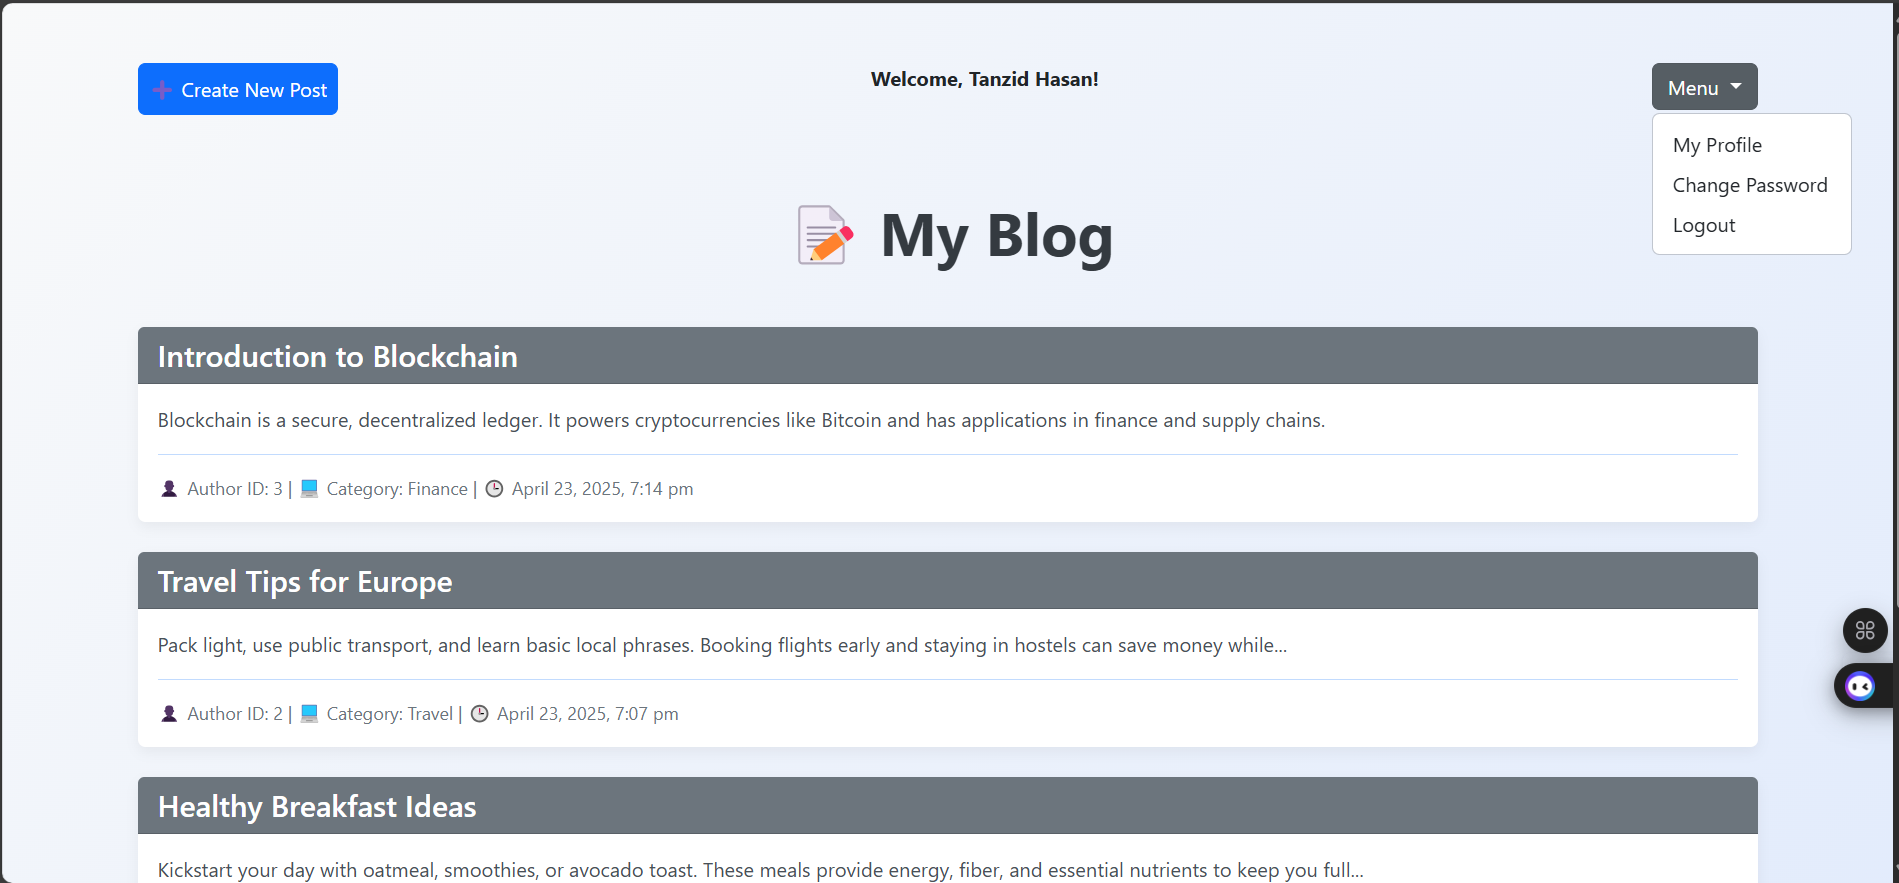 Create New Post
Welcome, Tanzid Hasan!
Menu
My Profile
Change Password
Logout
My Blog
Introduction to Blockchain
Blockchain is a secure, decentralized ledger. It powers cryptocurrencies like Bitcoin and has applications in finance and supply chains.
Author ID: 3 | Category: Finance | April 23, 2025, 7:14 pm
Travel Tips for Europe
Pack light, use public transport, and learn basic local phrases. Booking flights early and staying in hostels can save money while...
Author ID: 2 | Category: Travel | April 23, 2025, 7:07 pm
Healthy Breakfast Ideas
Kickstart your day with oatmeal, smoothies, or avocado toast. These meals provide energy, fiber, and essential nutrients to keep you full...